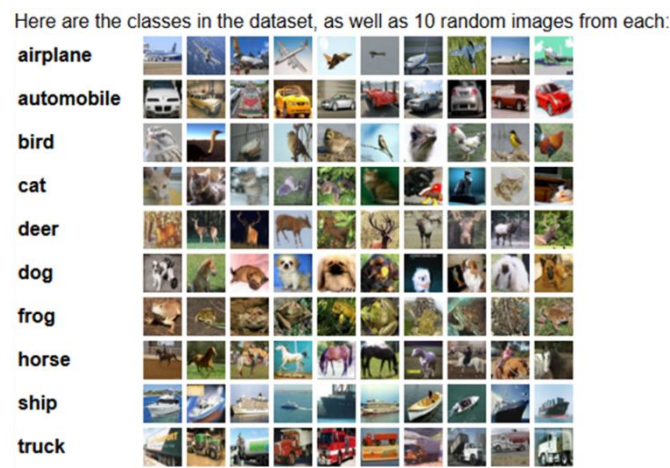 Here are the classes in the dataset, as well as 10 random images from each:
airplane
automobile
bird
cat
deer
dog
frog
horse
ship
truck